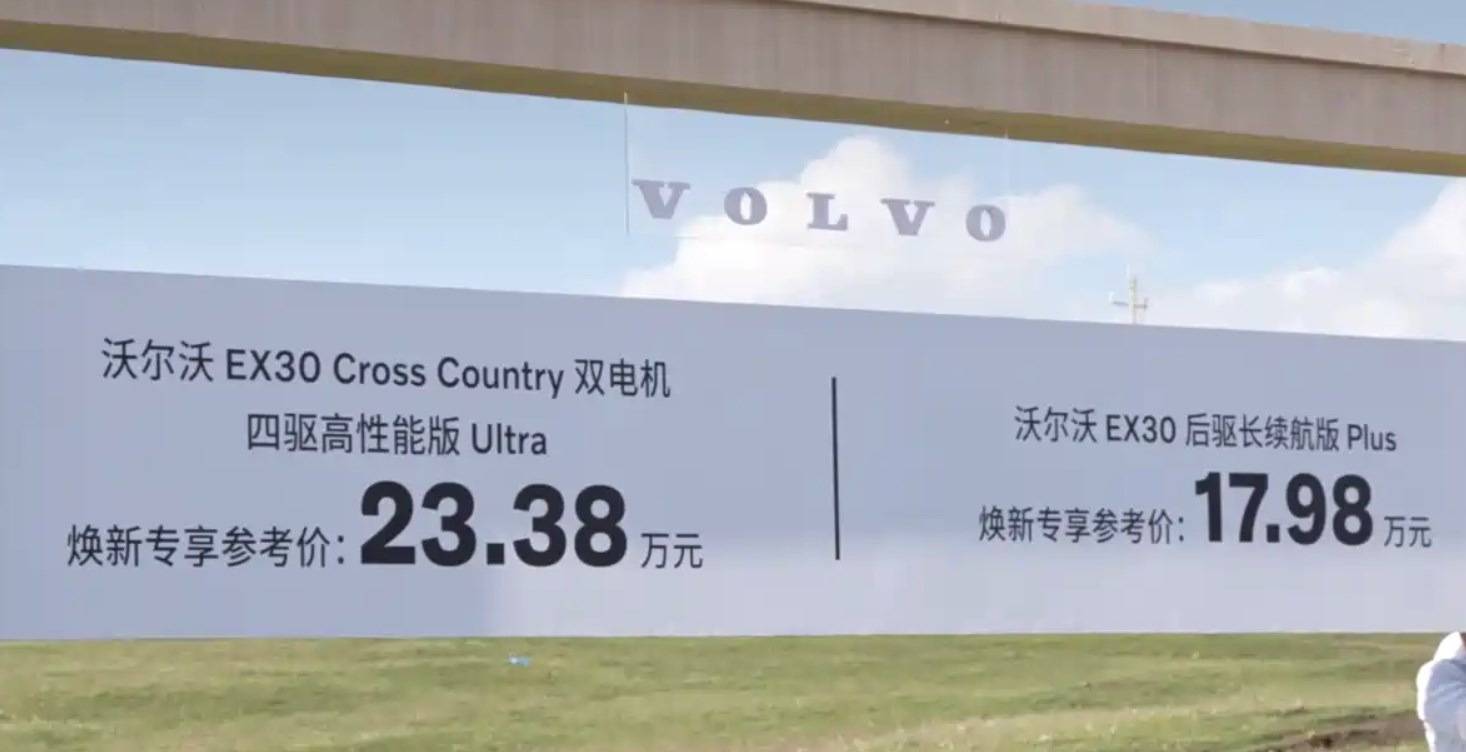 VOLVO
沃尔沃 EX30 Cross Country 双电机
四驱高性能版 Ultra
焕新专享参考价：23.38 万元
沃尔沃 EX30 后驱长续航版 Plus
焕新专享参考价：17.98 万元